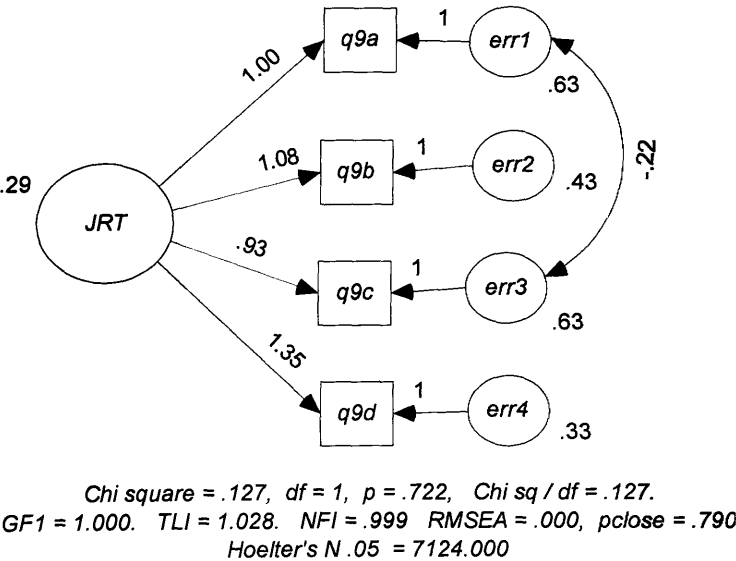 1
q9a
err1
1.00
.63
1
1.08
q9b
err2
-.22
.29
.43
JRT
.93
1
q9c
err3
.63
1.35
1
q9d
err4
.33
Chi square = .127, df = 1, p = .722, Chi sq / df = .127.
GF1 = 1.000. TLI = 1.028. NFI = .999 RMSEA = .000, pclose = .790
Hoelter's N .05 = 7124.000